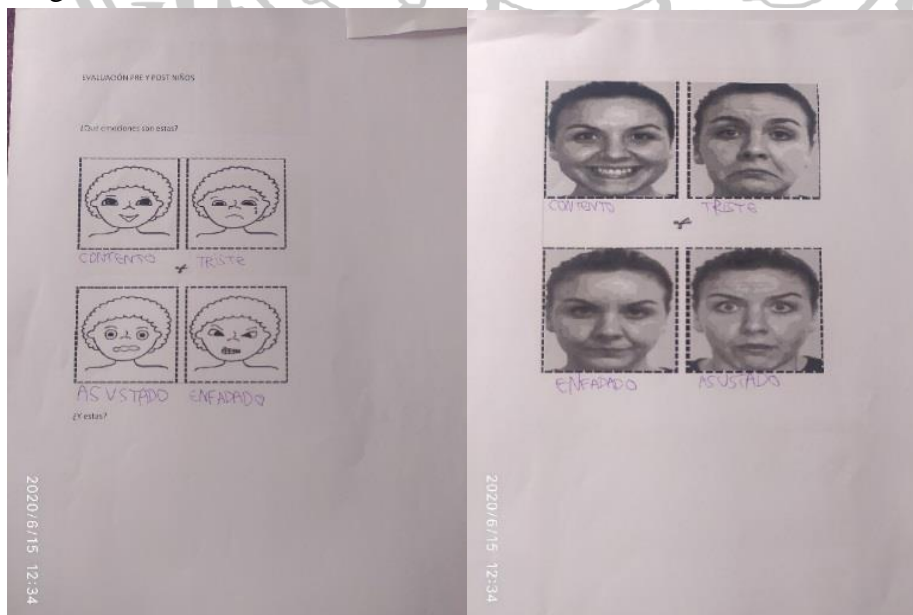 EVALUACIÓN PRE Y POST NIÑOS
¿Qué emociones son estas?
CONTENTO TRISTE
ASUSTADO ENFADADO
¿Y estas?
2020/6/15 12:34
CONTENTO TRISTE
ENFADADO ASUSTADO
2020/6/15 12:34